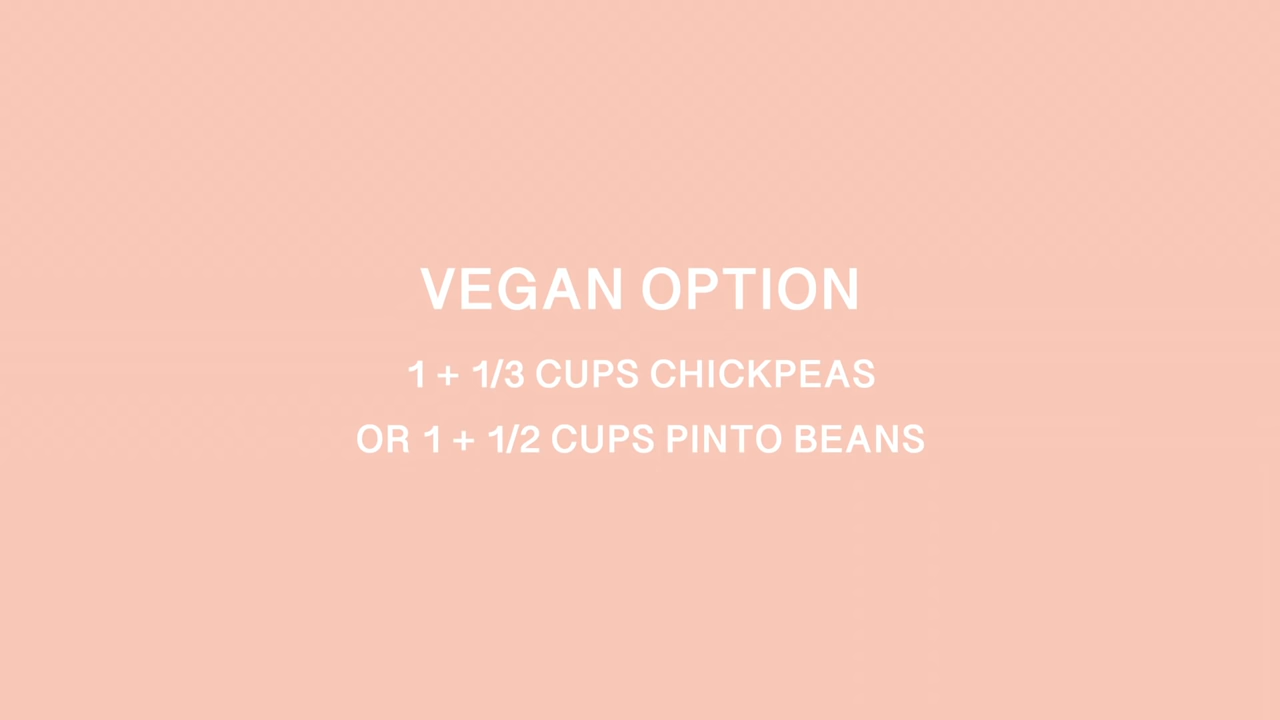 VEGAN OPTION
1 + 1/3 CUPS CHICKPEAS
OR 1 + 1/2 CUPS PINTO BEANS